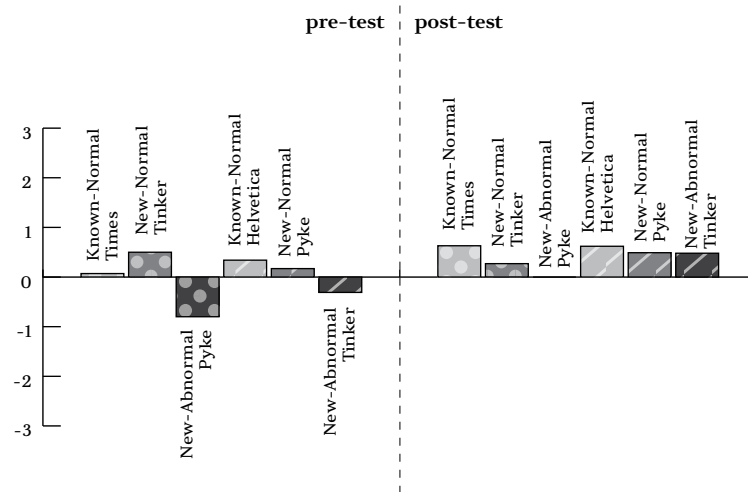 pre-test
post-test
3
2
1
0
-1
-2
-3
Known-Normal
Times
New-Normal
Tinker
New-Abnormal
Pyke
Known-Normal
Helvetica
New-Normal
Pyke
New-Abnormal
Tinker
Known-Normal
Times
New-Normal
Tinker
New-Abnormal
Pyke
Known-Normal
Helvetica
New-Normal
Pyke
New-Abnormal
Tinker